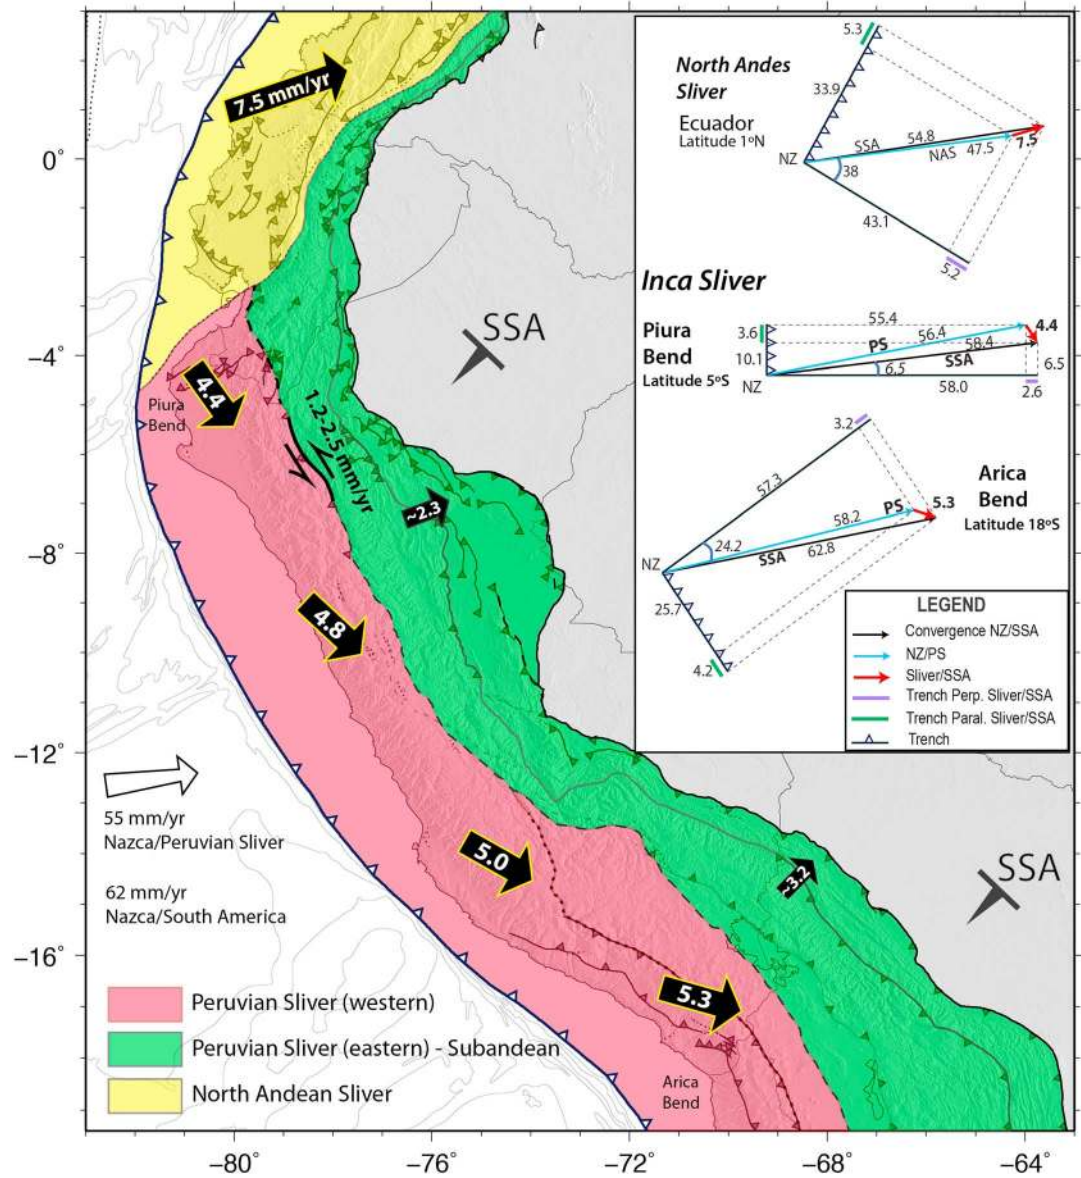 7.5 mm/yr
0°
−4°
−8°
−12°
−16°
−80°
−76°
−72°
−68°
−64°
SSA
4.4
Piura
Bend
1.2-2.5 mm/yr
~2.3
4.8
5.0
~3.2
SSA
5.3
Arica
Bend
55 mm/yr
Nazca/Peruvian Sliver
62 mm/yr
Nazca/South America
Peruvian Sliver (western)
Peruvian Sliver (eastern) - Subandean
North Andean Sliver
North Andes
Sliver
Ecuador
Latitude 1ºN
5.3
33.9
NZ
SSA
54.8
NAS
47.5
7.5
38
43.1
5.2
Inca Sliver
Piura
Bend
Latitude 5ºS
55.4
3.6
56.4
4.4
PS
58.4
10.1
SSA
6.5
6.5
NZ
58.0
2.6
Arica
Bend
Latitude 18ºS
3.2
57.3
PS
5.3
58.2
24.2
62.8
SSA
NZ
25.7
4.2
LEGEND
Convergence NZ/SSA
NZ/PS
Sliver/SSA
Trench Perp. Sliver/SSA
Trench Paral. Sliver/SSA
Trench